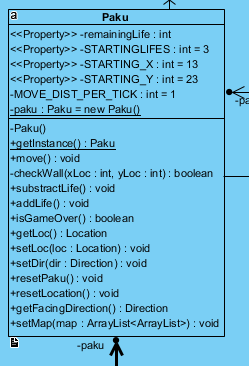 a
Paku
<<Property>> -remainingLife : int
<<Property>> -STARTINGLIFES : int = 3
<<Property>> -STARTING_X : int = 13
<<Property>> -STARTING_Y : int = 23
-MOVE_DIST_PER_TICK : int = 1
-paku : Paku = new Paku()
-Paku()
+getInstance() : Paku
+move() : void
-checkWall(xLoc : int, yLoc : int) : boolean
+substractLife() : void
+addLife() : void
+isGameOver() : boolean
+getLoc() : Location
+setLoc(loc : Location) : void
+setDir(dir : Direction) : void
+resetPaku() : void
+resetLocation() : void
+getFacingDirection() : Direction
+setMap(map : ArrayList<ArrayList>) : void
-pa
-paku